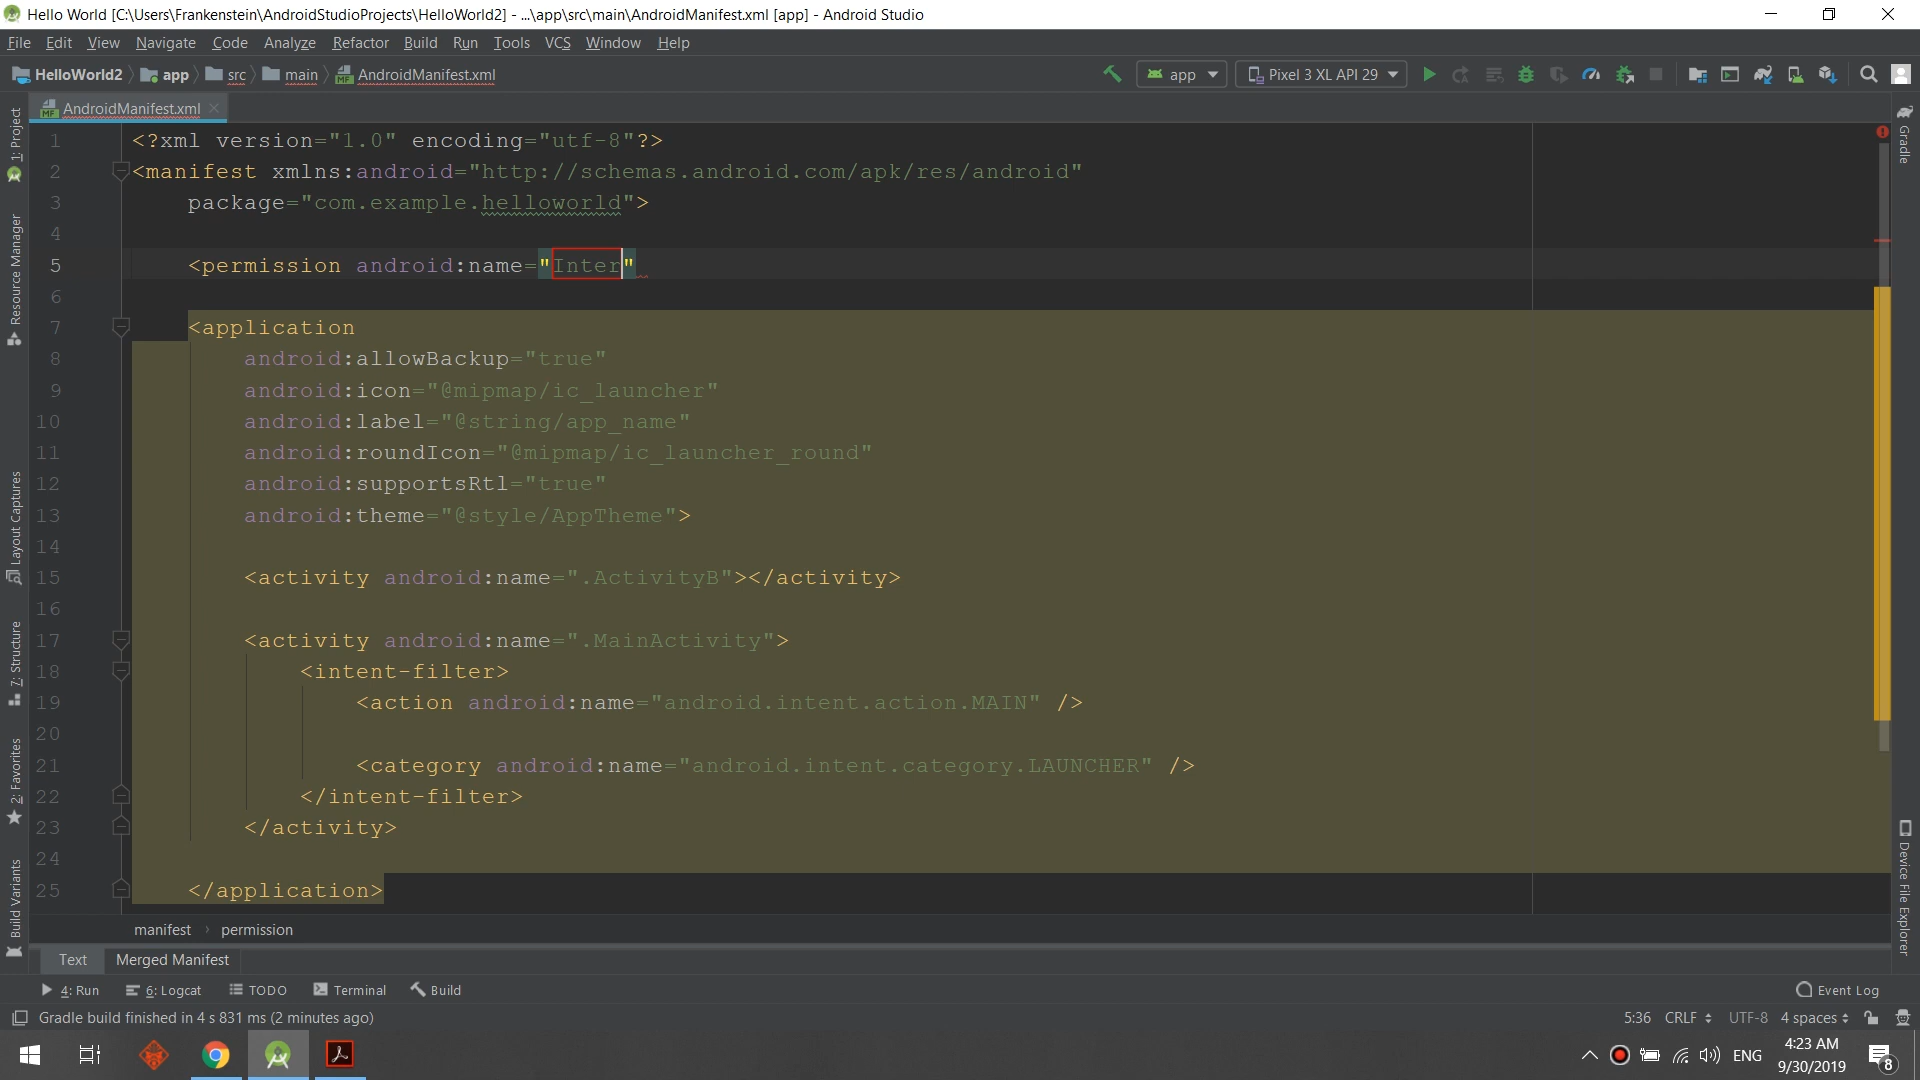 Hello World [C:\Users\Frankenstein\AndroidStudioProjects\HelloWorld2] - ...\app\src\main\AndroidManifest.xml [app] - Android Studio
File Edit View Navigate Code Analyze Refactor Build Run Tools VCS Window Help
HelloWorld2 app src main AndroidManifest.xml app Pixel 3 XL API 29
AndroidManifest.xml
1 <?xml version="1.0" encoding="utf-8"?>
2 <manifest xmlns:android="http://schemas.android.com/apk/res/android"
3 package="com.example.helloworld">
4
5 <permission android:name="Inter"
6
7 <application
8 android:allowBackup="true"
9 android:icon="@mipmap/ic_launcher"
10 android:label="@string/app_name"
11 android:roundIcon="@mipmap/ic_launcher_round"
12 android:supportsRtl="true"
13 android:theme="@style/AppTheme">
14
15 <activity android:name=".ActivityB"></activity>
16
17 <activity android:name=".MainActivity">
18 <intent-filter>
19 <action android:name="android.intent.action.MAIN" />
20
21 <category android:name="android.intent.category.LAUNCHER" />
22 </intent-filter>
23 </activity>
24
25 </application>
1: Project
Resource Manager
Layout Captures
7: Structure
2: Favorites
Build Variants
Gradle
Device File Explorer
manifest permission
Text Merged Manifest
4: Run 6: Logcat TODO Terminal Build Event Log
Gradle build finished in 4 s 831 ms (2 minutes ago) 5:36 CRLF UTF-8 4 spaces
ENG 4:23 AM
9/30/2019 8